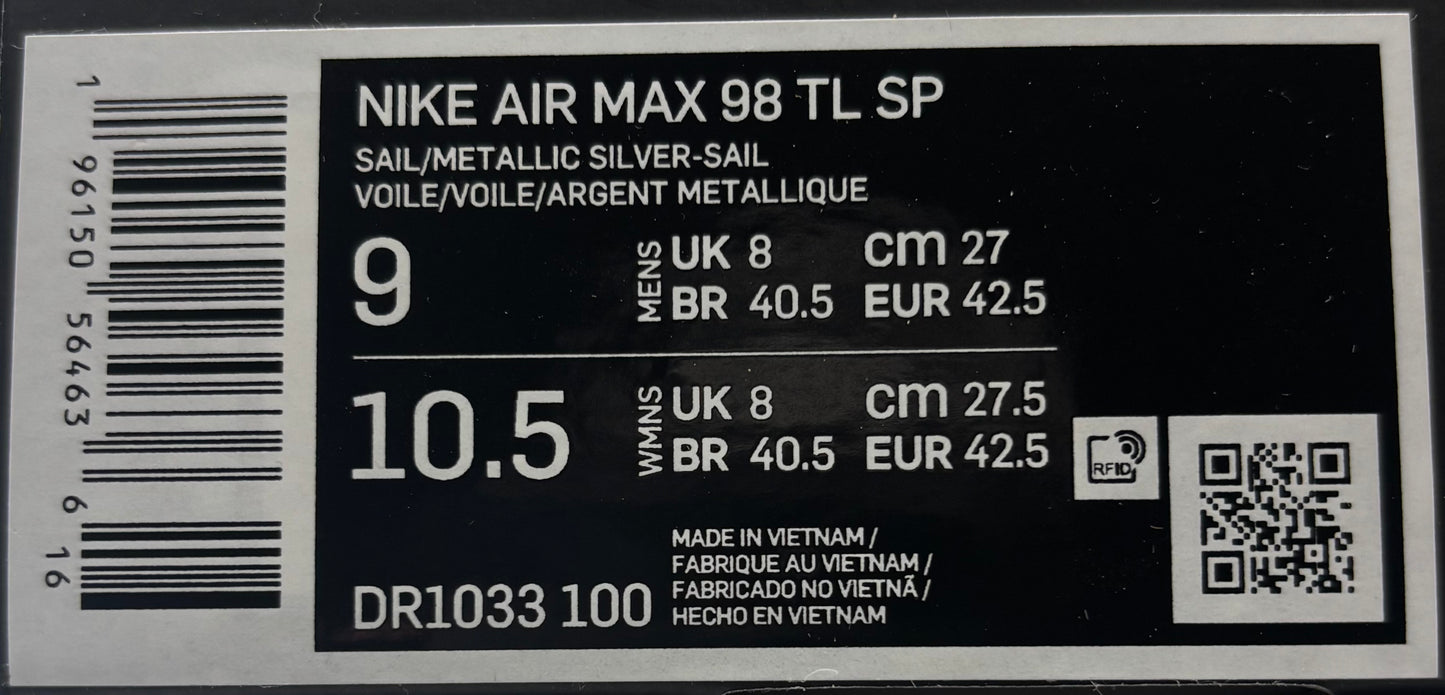 NIKE AIR MAX 98 TL SP
SAIL/METALLIC SILVER-SAIL
VOILE/VOILE/ARGENT METALLIQUE
9
MENS
UK 8 cm 27
BR 40.5 EUR 42.5
10.5
WMNS
UK 8 cm 27.5
BR 40.5 EUR 42.5
RFID
MADE IN VIETNAM /
FABRIQUE AU VIETNAM /
FABRICADO NO VIETNÃ /
HECHO EN VIETNAM
DR1033 100
1 96150 56463 6 16